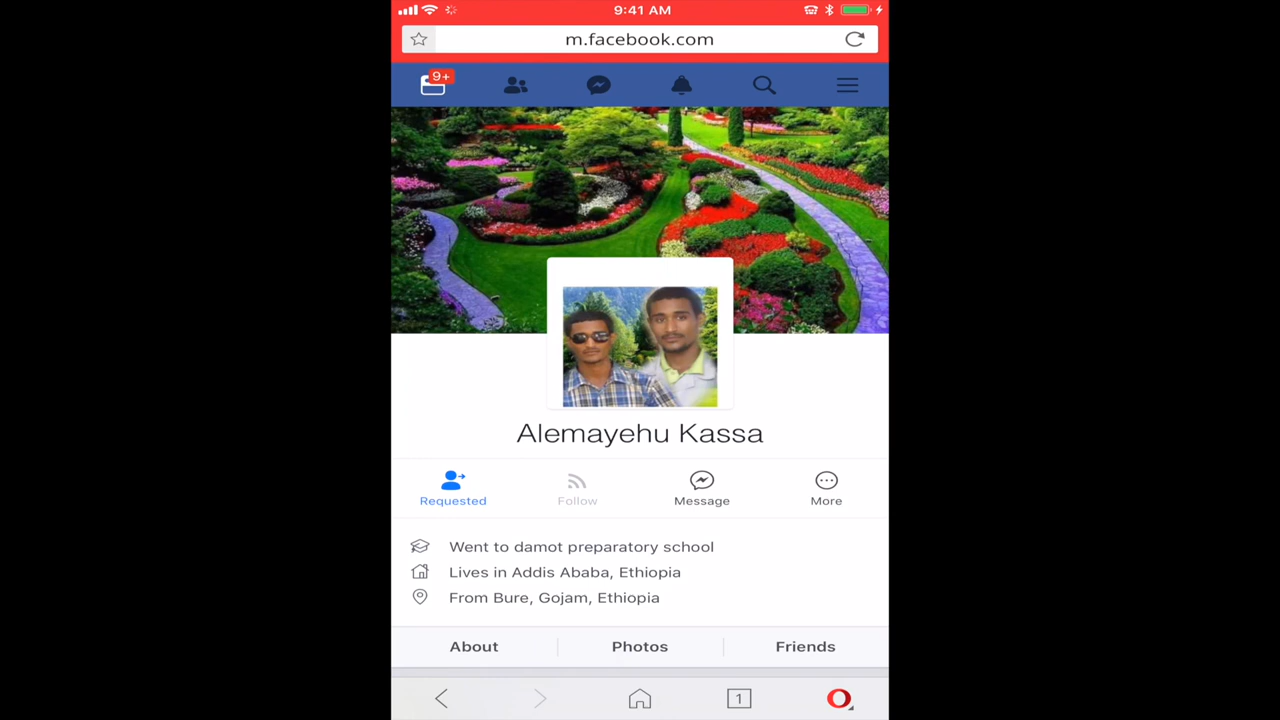 9:41 AM
m.facebook.com
9+
Alemayehu Kassa
Requested
Follow
Message
More
Went to damot preparatory school
Lives in Addis Ababa, Ethiopia
From Bure, Gojam, Ethiopia
About
Photos
Friends
1